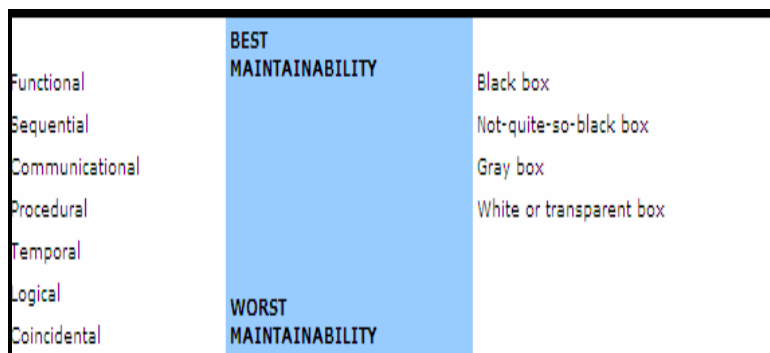 BEST
MAINTAINABILITY
Functional
Black box
Sequential
Not-quite-so-black box
Communicational
Gray box
Procedural
White or transparent box
Temporal
Logical
WORST
MAINTAINABILITY
Coincidental